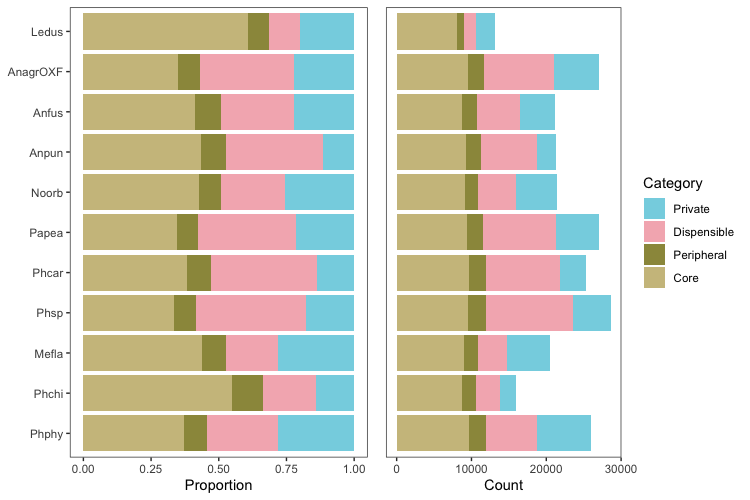 Ledus
AnagrOXF
Anfus
Anpun
Noorb
Papea
Phcar
Phsp
Mefla
Phchi
Phphy
0.00 0.25 0.50 0.75 1.00
Proportion
0 10000 20000 30000
Count
Category
Private
Dispensible
Peripheral
Core